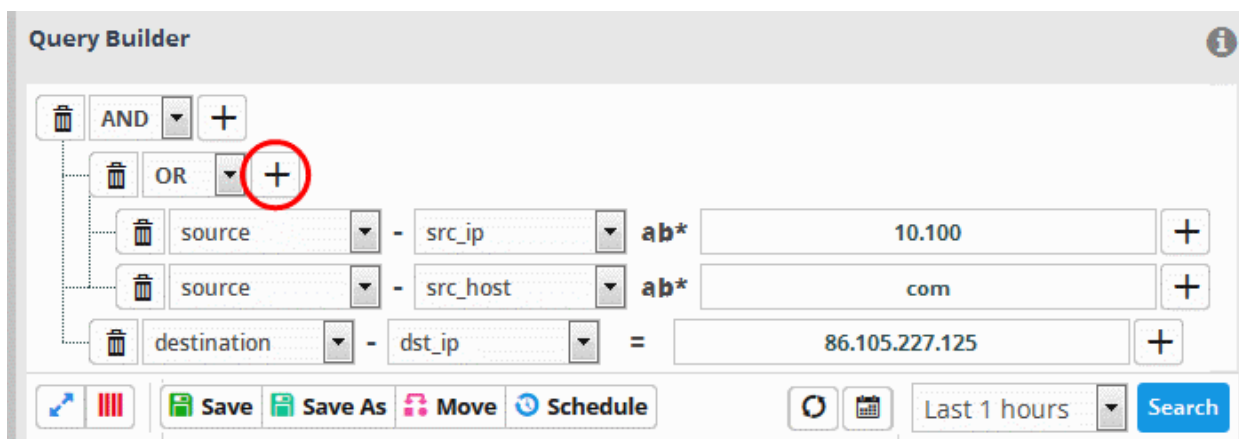 Query Builder
AND
OR
source - src_ip ab* 10.100
source - src_host ab* com
destination - dst_ip = 86.105.227.125
Save Save As Move Schedule Last 1 hours Search